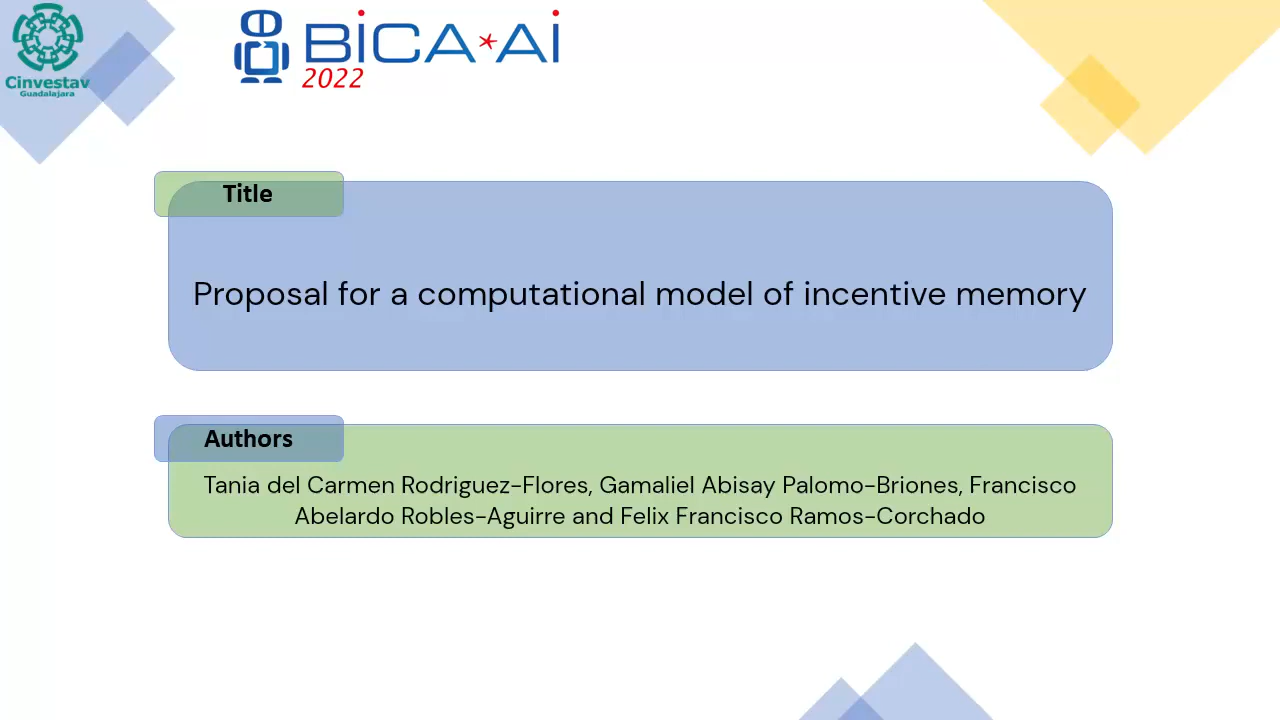 Cinvestav
Guadalajara
BiCA*Ai
2022
Title
Proposal for a computational model of incentive memory
Authors
Tania del Carmen Rodriguez-Flores, Gamaliel Abisay Palomo-Briones, Francisco
Abelardo Robles-Aguirre and Felix Francisco Ramos-Corchado